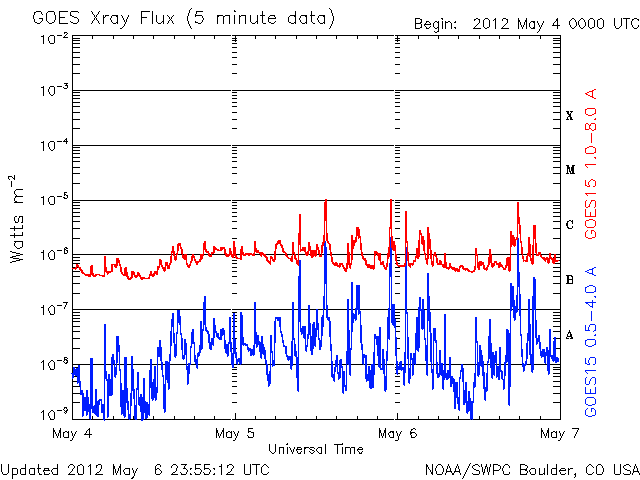 GOES Xray Flux (5 minute data)
Begin: 2012 May 4 0000 UTC
10⁻²
10⁻³
10⁻⁴
10⁻⁵
10⁻⁶
10⁻⁷
10⁻⁸
10⁻⁹
Watts m⁻²
X
M
C
B
A
GOES15 1.0-8.0 A
GOES15 0.5-4.0 A
May 4
May 5
May 6
May 7
Universal Time
Updated 2012 May 6 23:55:12 UTC
NOAA/SWPC Boulder, CO USA